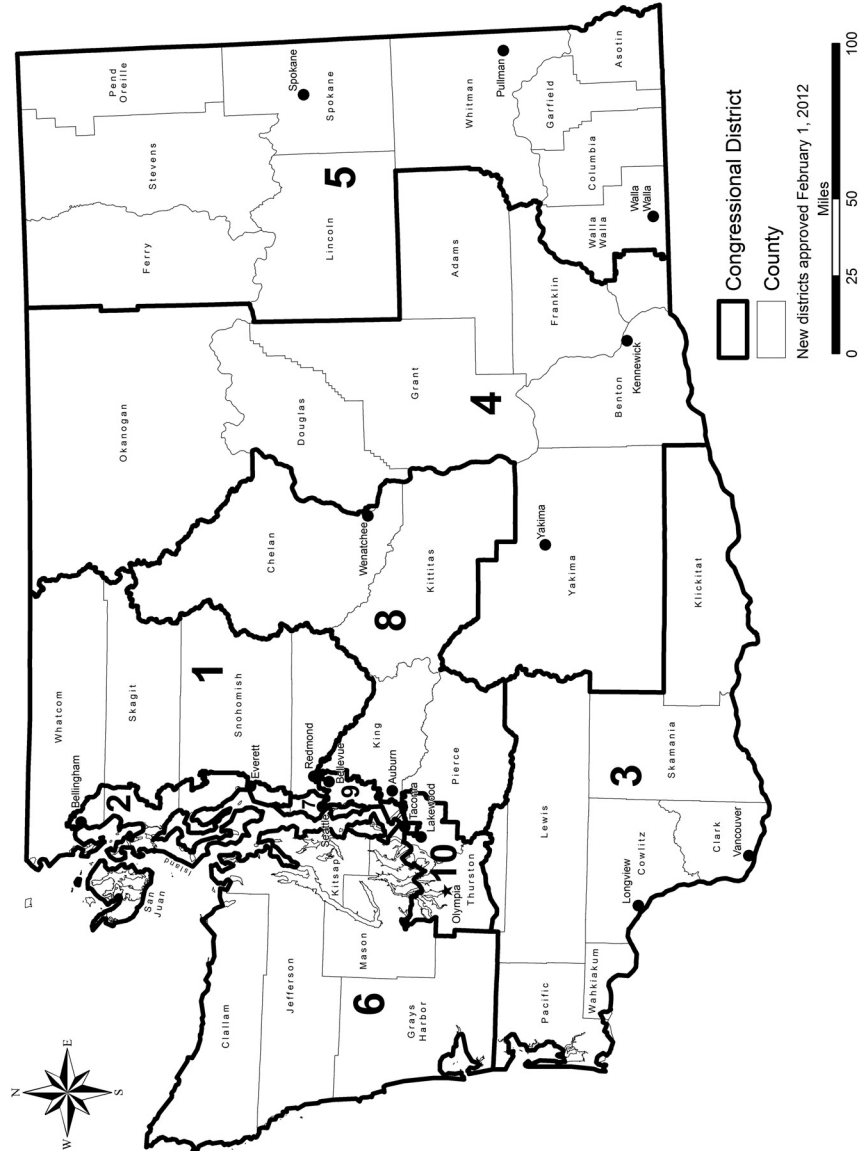 N
W
E
S
Whatcom
Bellingham
San
Juan
Island
2
Skagit
Okanogan
Ferry
Stevens
Pend
Oreille
Clallam
Jefferson
1
Snohomish
Everett
Chelan
Douglas
Lincoln
5
Spokane
Spokane
Kitsap
Seattle
7
Redmond
Bellevue
9
King
Auburn
Wenatchee
8
Kittitas
Grant
Adams
Whitman
Pullman
6
Mason
Grays
Harbor
Tacoma
Lakewood
10
Olympia
Thurston
Pierce
4
Yakima
Yakima
Benton
Kennewick
Franklin
Walla
Walla
Walla
Walla
Columbia
Garfield
Asotin
Pacific
Lewis
Wahkiakum
Longview
Cowlitz
3
Skamania
Clark
Vancouver
Klickitat
Congressional District
County
New districts approved February 1, 2012
Miles
0
25
50
100